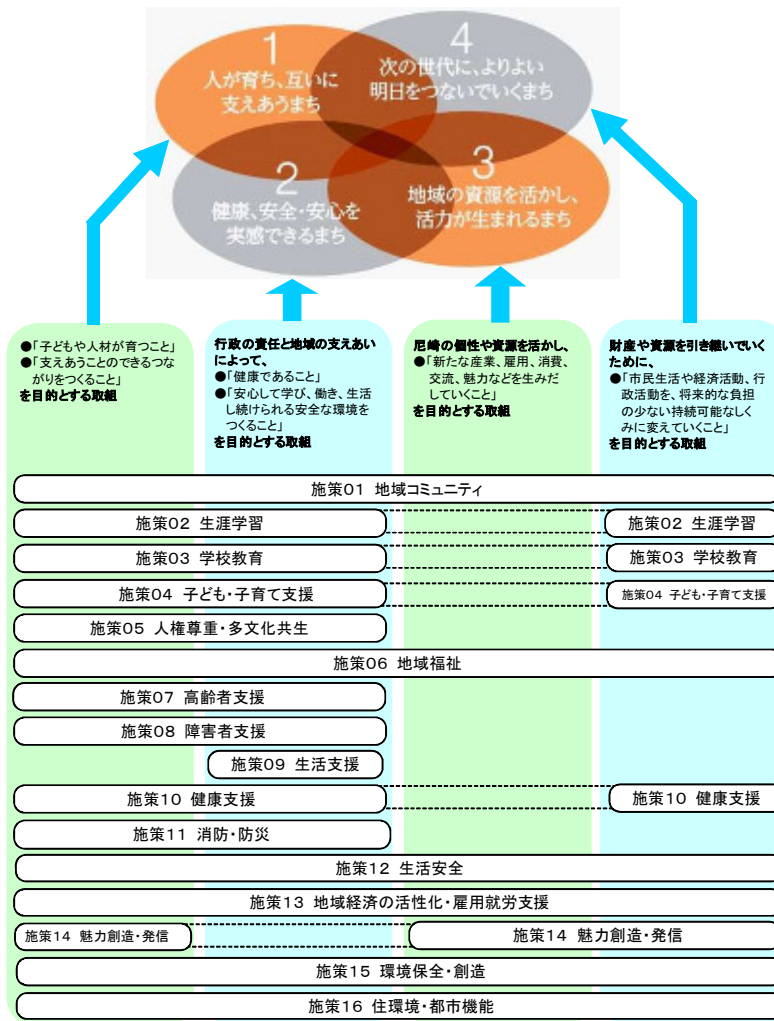 1
人が育ち、互いに
支えあうまち
4
次の世代に、よりよい
明日をつないでいくまち
2
健康、安全・安心を
実感できるまち
3
地域の資源を活かし、
活力が生まれるまち
●「子どもや人材が育つこと」
●「支えあうことのできるつな
がりをつくること」
を目的とする取組
行政の責任と地域の支えあい
によって、
●「健康であること」
●「安心して学び、働き、生活
し続けられる安全な環境を
つくること」
を目的とする取組
尼崎の個性や資源を活かし、
●「新たな産業、雇用、消費、
交流、魅力などを生みだ
していくこと」
を目的とする取組
財産や資源を引き継いでいく
ために、
●「市民生活や経済活動、行
政活動を、将来的な負担
の少ない持続可能なしく
みに変えていくこと」
を目的とする取組
施策01 地域コミュニティ
施策02 生涯学習
施策02 生涯学習
施策03 学校教育
施策03 学校教育
施策04 子ども・子育て支援
施策04 子ども・子育て支援
施策05 人権尊重・多文化共生
施策06 地域福祉
施策07 高齢者支援
施策08 障害者支援
施策09 生活支援
施策10 健康支援
施策10 健康支援
施策11 消防・防災
施策12 生活安全
施策13 地域経済の活性化・雇用就労支援
施策14 魅力創造・発信
施策14 魅力創造・発信
施策15 環境保全・創造
施策16 住環境・都市機能